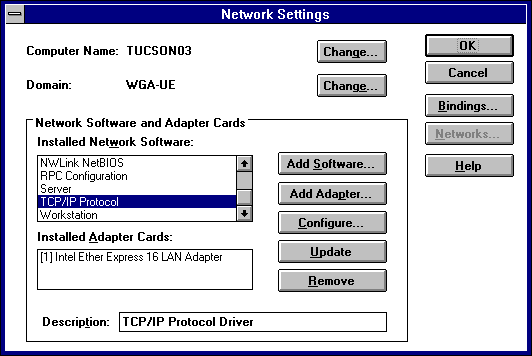 Network Settings
Computer Name: TUCSON03 Change... OK
Cancel
Domain: WGA-UE Change...
Bindings...
Network Software and Adapter Cards
Networks...
Installed Network Software:
NWLink NetBIOS Add Software... Help
RPC Configuration
Server
TCP/IP Protocol Add Adapter...
Workstation
Configure...
Installed Adapter Cards:
[1] Intel Ether Express 16 LAN Adapter Update
Remove
Description: TCP/IP Protocol Driver